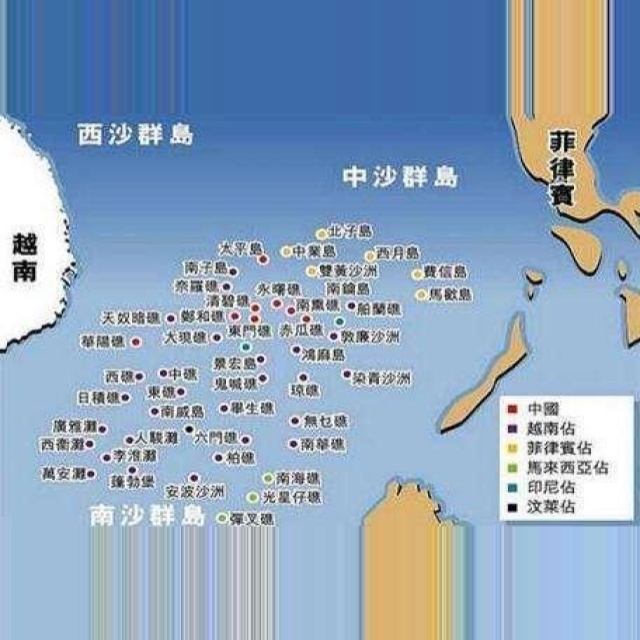 西沙群島
菲律賓
中沙群島
越南
北子島
太平島
中業島
西月島
南子島
雙黃沙洲
費信島
奈羅礁
永暑礁
南鑰島
馬歡島
清碧礁
南薰礁
船蘭礁
天奴暗礁
鄭和礁
東門礁
赤瓜礁
敦廉沙洲
華陽礁
大現礁
鴻庥島
景宏島
西礁
中礁
鬼喊礁
瓊礁
染青沙洲
日積礁
東礁
南威島
畢生礁
無乜礁
廣雅灘
人駿灘
六門礁
南華礁
西衛灘
李準灘
柏礁
萬安灘
蓬勃堡
南海礁
安波沙洲
光星仔礁
南沙群島
彈叉礁
中國
越南佔
菲律賓佔
馬來西亞佔
印尼佔
汶萊佔